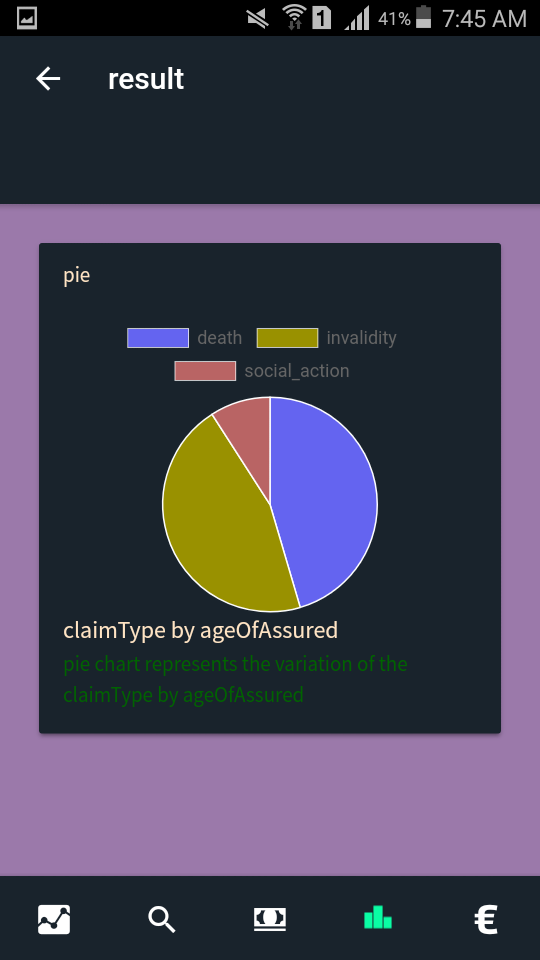 1 41% 7:45 AM
result
pie
death invalidity
social_action
claimType by ageOfAssured
pie chart represents the variation of the
claimType by ageOfAssured
€